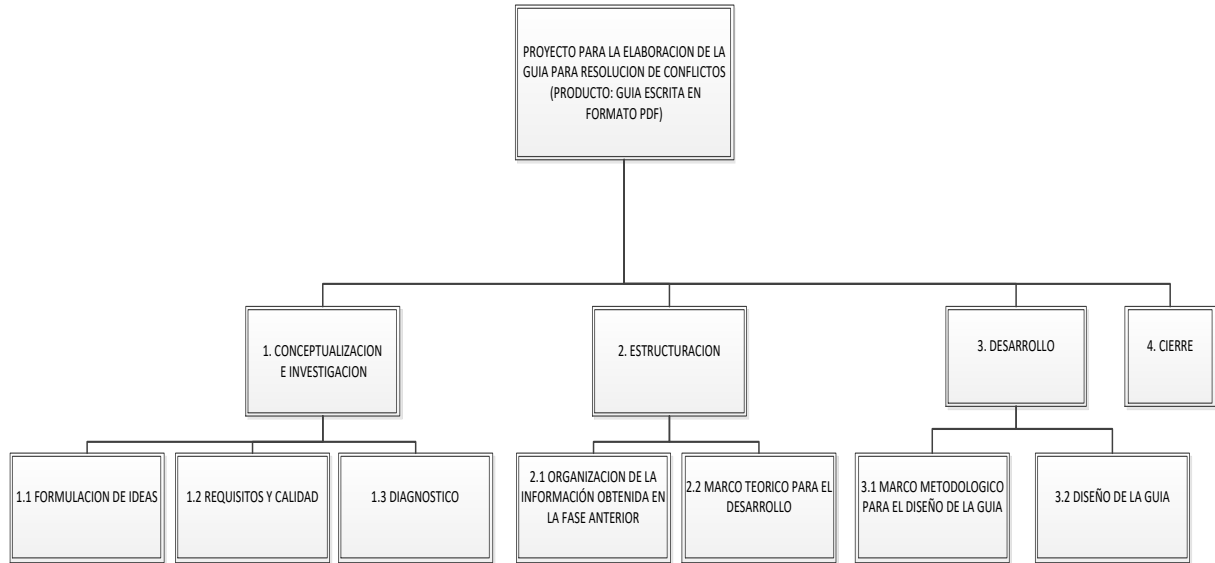 PROYECTO PARA LA ELABORACION DE LA
GUIA PARA RESOLUCION DE CONFLICTOS
(PRODUCTO: GUIA ESCRITA EN
FORMATO PDF)
1. CONCEPTUALIZACION
E INVESTIGACION
2. ESTRUCTURACION
3. DESARROLLO
4. CIERRE
1.1 FORMULACION DE IDEAS
1.2 REQUISITOS Y CALIDAD
1.3 DIAGNOSTICO
2.1 ORGANIZACION DE LA
INFORMACIÓN OBTENIDA EN
LA FASE ANTERIOR
2.2 MARCO TEORICO PARA EL
DESARROLLO
3.1 MARCO METODOLOGICO
PARA EL DISEÑO DE LA GUIA
3.2 DISEÑO DE LA GUIA